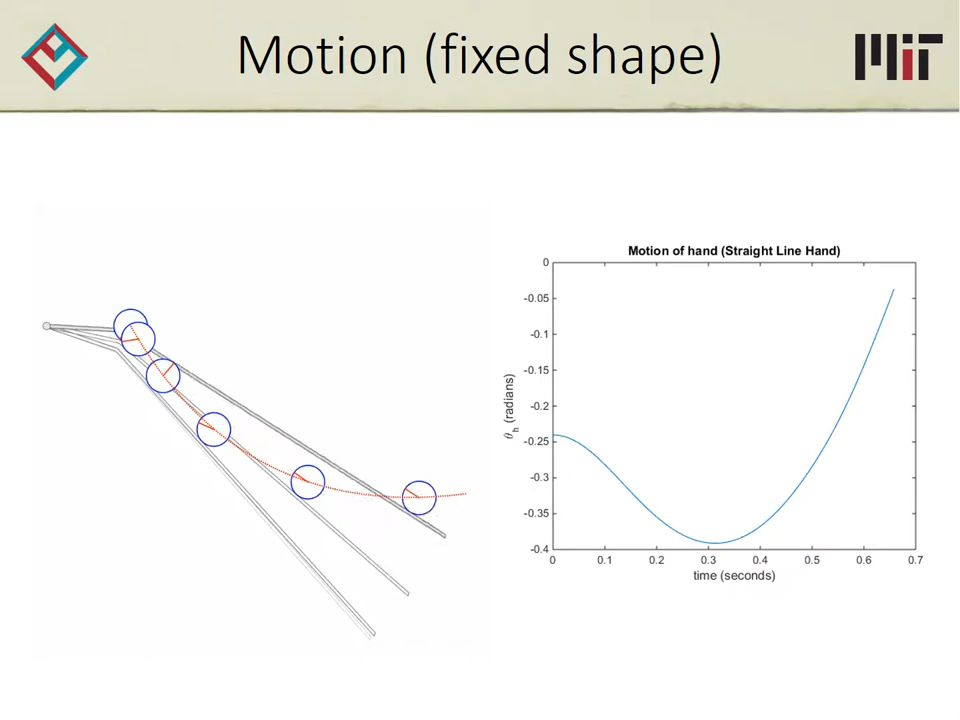 Motion (fixed shape)
MIT
Motion of hand (Straight Line Hand)
0
-0.05
-0.1
-0.15
-0.2
-0.25
-0.3
-0.35
-0.4
θh (radians)
0 0.1 0.2 0.3 0.4 0.5 0.6 0.7
time (seconds)